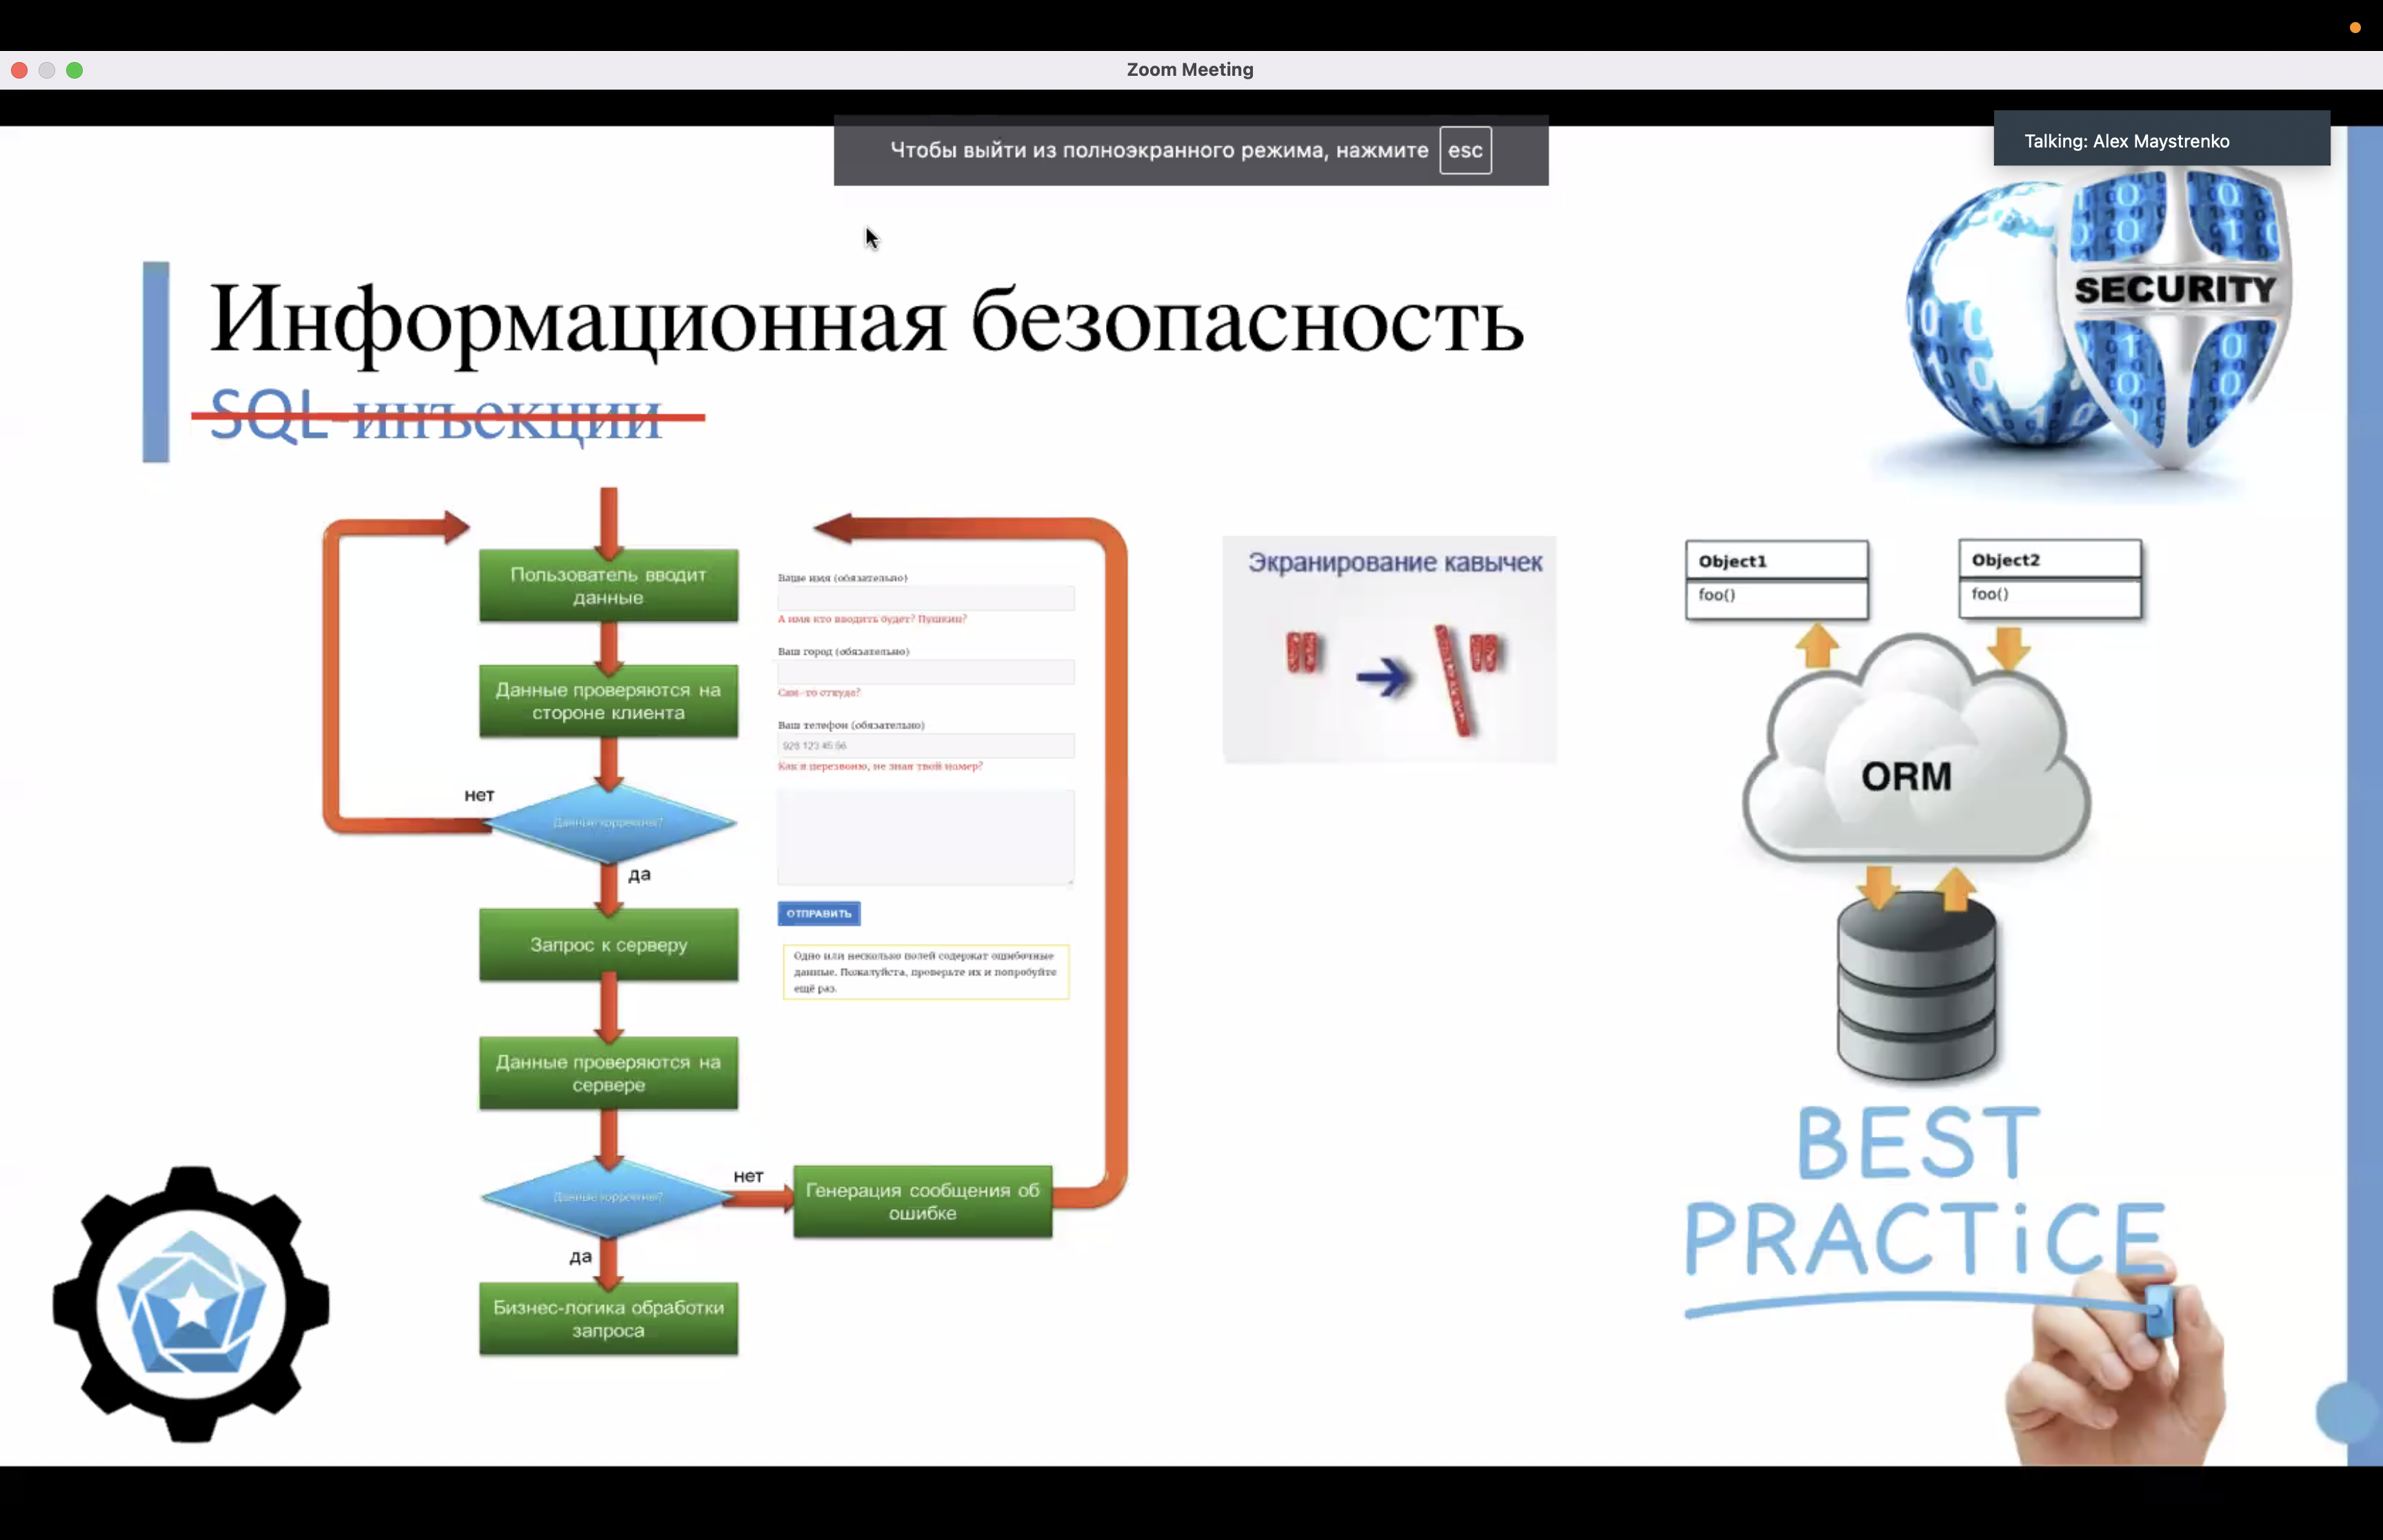 Zoom Meeting
Чтобы выйти из полноэкранного режима, нажмите esc
Talking: Alex Maystrenko
SECURITY
Информационная безопасность
SQL-инъекции
Пользователь вводит
данные
Данные проверяются на
стороне клиента
нет
Данные корректны?
да
Запрос к серверу
Данные проверяются на
сервере
Данные корректны?
нет
Генерация сообщения об
ошибке
да
Бизнес-логика обработки
запроса
Ваше имя (обязательно)
А имя кто вводить будет? Пушкин?
Ваш город (обязательно)
Сам-то откуда?
Ваш телефон (обязательно)
928 123 45 56
Как я перезвоню, не зная твой номер?
ОТПРАВИТЬ
Одно или несколько полей содержат ошибочные
данные. Пожалуйста, проверьте их и попробуйте
ещё раз.
Экранирование кавычек
" → \"
Object1
foo()
Object2
foo()
ORM
BEST
PRACTiCE